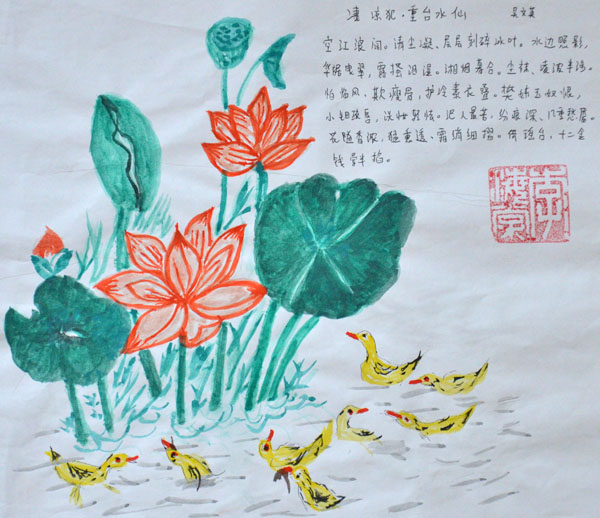 凄凉犯·重台水仙 吴文英
空江浪阔。清尘凝、层层刻碎冰叶。水边照影,
华裾曳翠,露搔泪湿。湘烟暮合。尘袜、凌波半涉。
怕临风、欺瘦骨,护冷素衣叠。樊姊玉奴恨,
小钿疏唇,洗妆轻怯。汜人最苦,粉痕深、几重愁靥。
花隘香浓,猛熏透、霜绡细摺。倚瑶台,十二金
钱晕半掐。